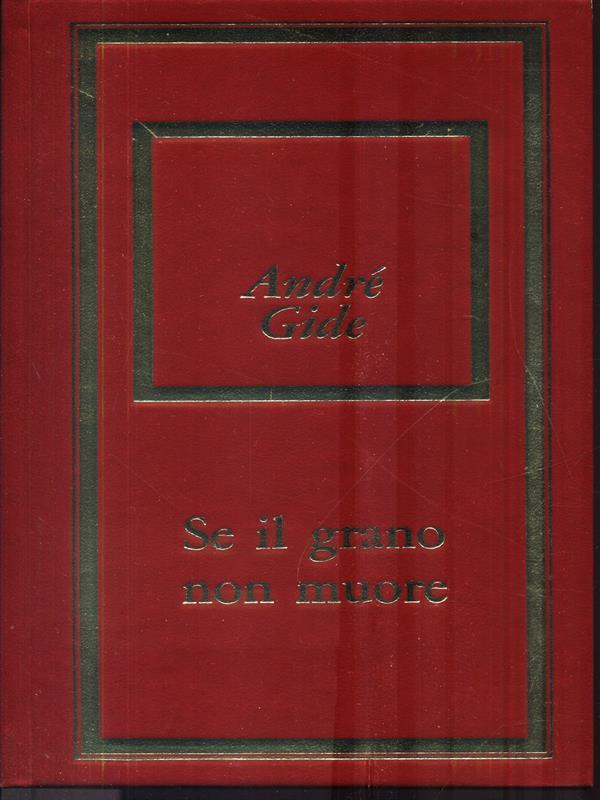 André
Gide
Se il grano
non muore